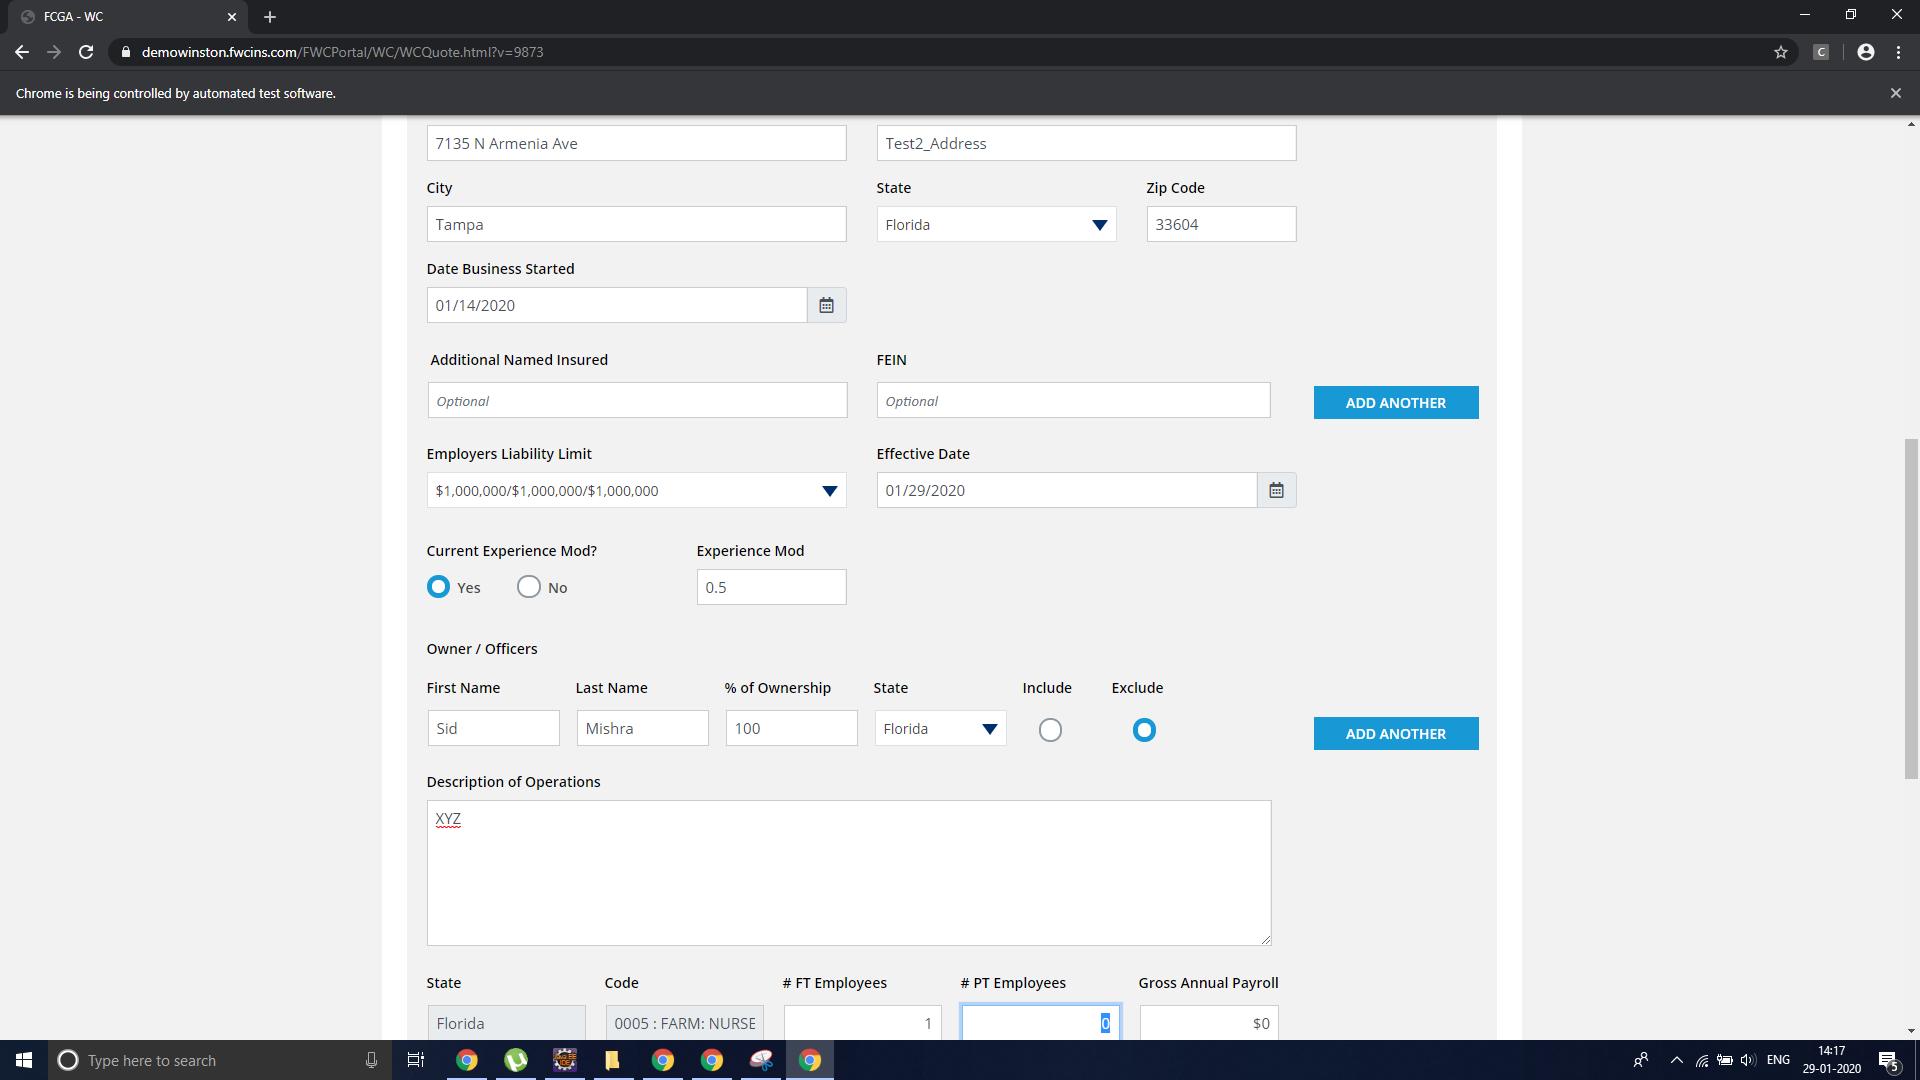 FCGA - WC
demowinston.fwcins.com/FWCPortal/WC/WCQuote.html?v=9873
C
Chrome is being controlled by automated test software.
7135 N Armenia Ave Test2_Address
City State Zip Code
Tampa Florida 33604
Date Business Started
01/14/2020
Additional Named Insured FEIN
Optional Optional ADD ANOTHER
Employers Liability Limit Effective Date
$1,000,000/$1,000,000/$1,000,000 01/29/2020
Current Experience Mod? Experience Mod
Yes No 0.5
Owner / Officers
First Name Last Name % of Ownership State Include Exclude
Sid Mishra 100 Florida ADD ANOTHER
Description of Operations
XYZ
State Code # FT Employees # PT Employees Gross Annual Payroll
Florida 0005 : FARM: NURSE 1 0 $0
Type here to search ENG 14:17
29-01-2020 5